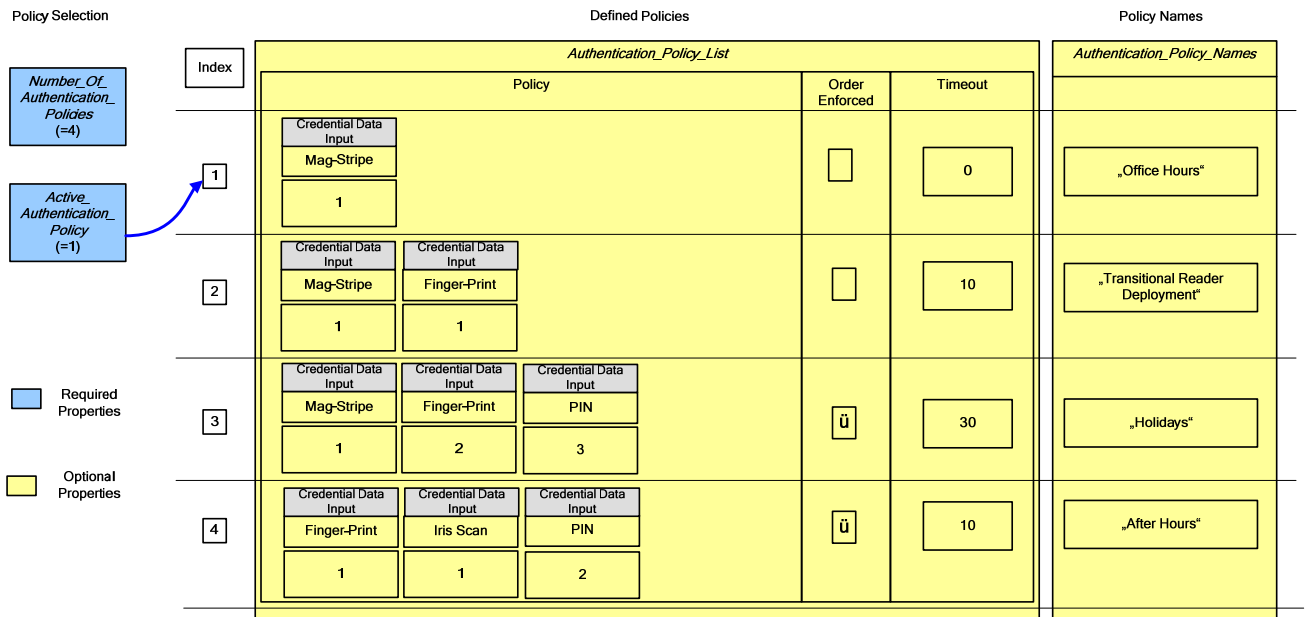 Policy Selection
Defined Policies
Policy Names
Number_Of_
Authentication_
Policies
(=4)
Active_
Authentication_
Policy
(=1)
Required
Properties
Optional
Properties
Index
Authentication_Policy_List
Authentication_Policy_Names
Policy
Order
Enforced
Timeout
1
Credential Data
Input
Mag-Stripe
1
0
„Office Hours“
2
Credential Data
Input
Mag-Stripe
1
Credential Data
Input
Finger-Print
1
10
„Transitional Reader
Deployment“
3
Credential Data
Input
Mag-Stripe
1
Credential Data
Input
Finger-Print
2
Credential Data
Input
PIN
3
ü
30
„Holidays“
4
Credential Data
Input
Finger-Print
1
Credential Data
Input
Iris Scan
1
Credential Data
Input
PIN
2
ü
10
„After Hours“